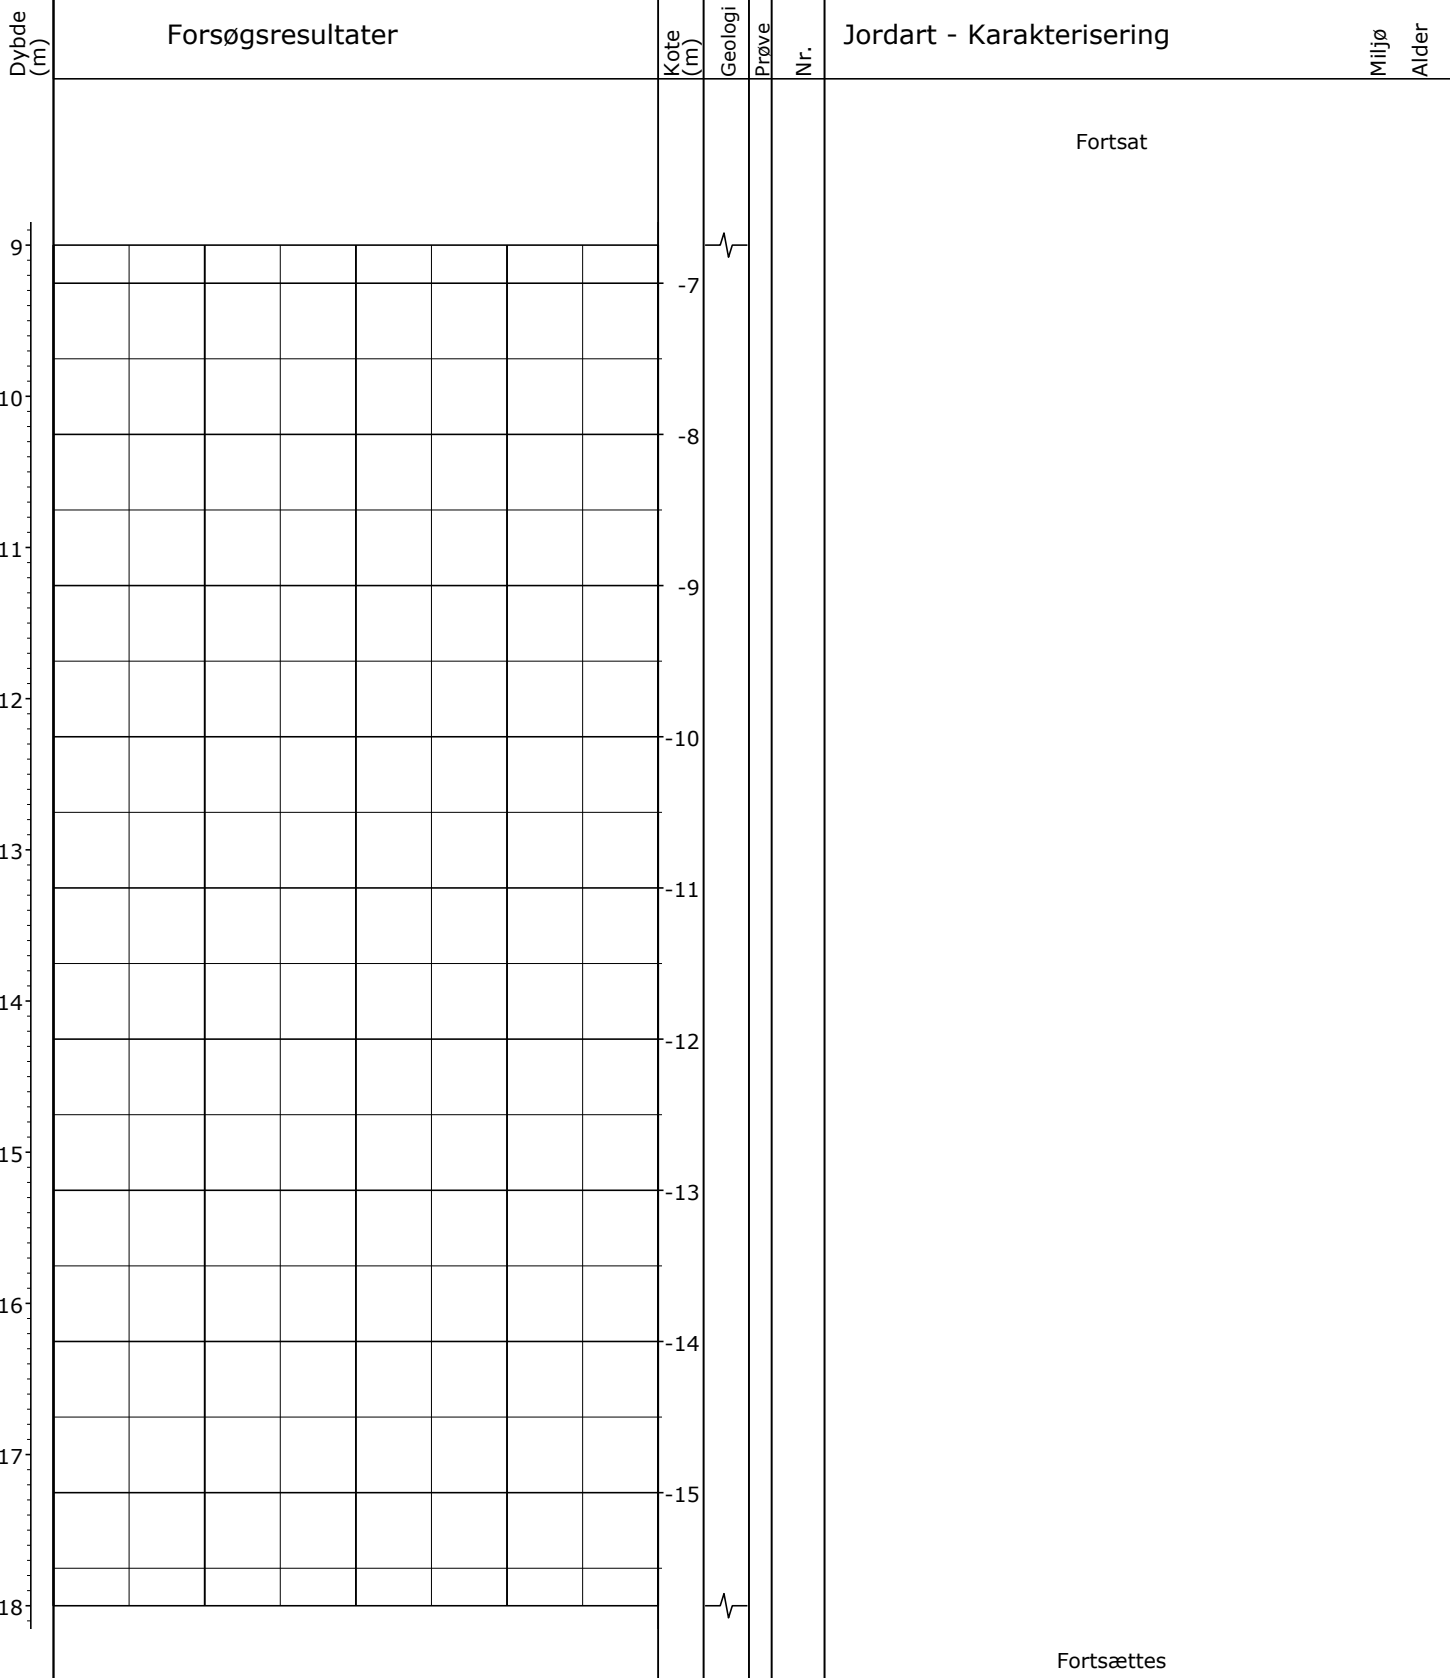 Dybde
(m)
Forsøgsresultater
Kote
(m)
Geologi
Prøve
Nr.
Jordart - Karakterisering
Miljø
Alder
Fortsat
9
-7
10
-8
11
-9
12
-10
13
-11
14
-12
15
-13
16
-14
17
-15
18
Fortsættes